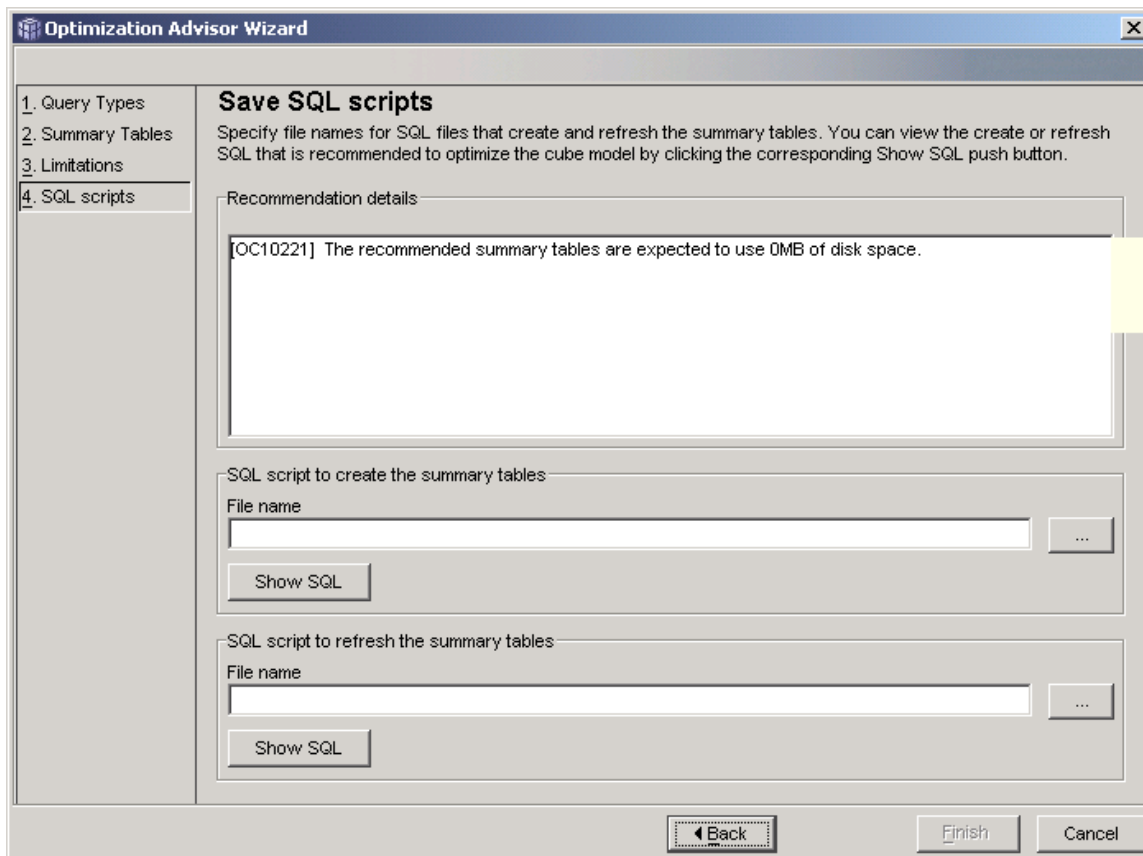 Optimization Advisor Wizard
1. Query Types
2. Summary Tables
3. Limitations
4. SQL scripts
Save SQL scripts
Specify file names for SQL files that create and refresh the summary tables. You can view the create or refresh
SQL that is recommended to optimize the cube model by clicking the corresponding Show SQL push button.
Recommendation details
[OC10221] The recommended summary tables are expected to use 0MB of disk space.
SQL script to create the summary tables
File name
...
Show SQL
SQL script to refresh the summary tables
File name
...
Show SQL
Back
Finish
Cancel